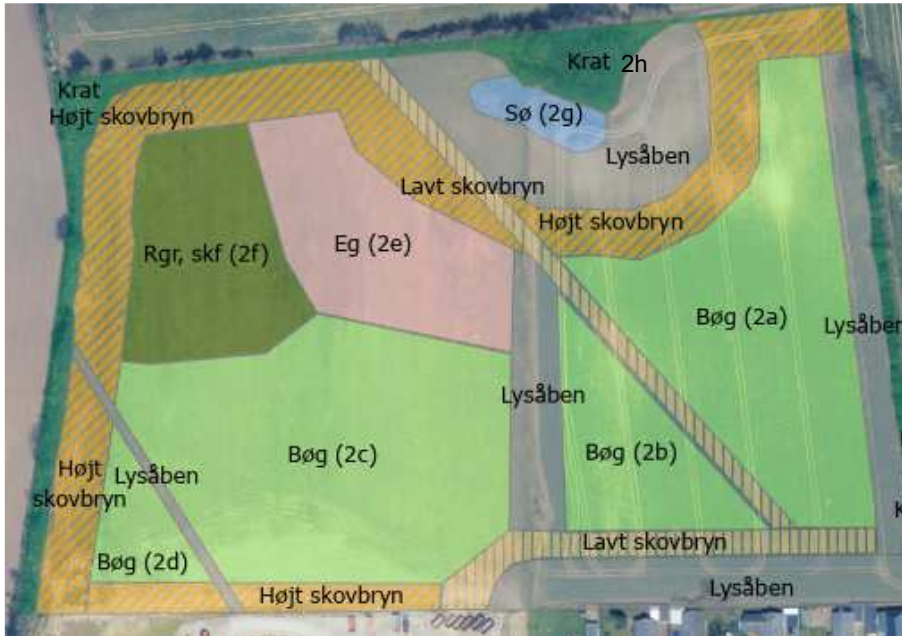 Krat 2h
Krat
Højt skovbryn
Sø (2g)
Lysåben
Lavt skovbryn
Højt skovbryn
Rgr, skf (2f)
Eg (2e)
Bøg (2a)
Lysåben
Lysåben
Bøg (2c)
Bøg (2b)
Højt
skovbryn
Lysåben
K
Lavt skovbryn
Bøg (2d)
Lysåben
Højt skovbryn